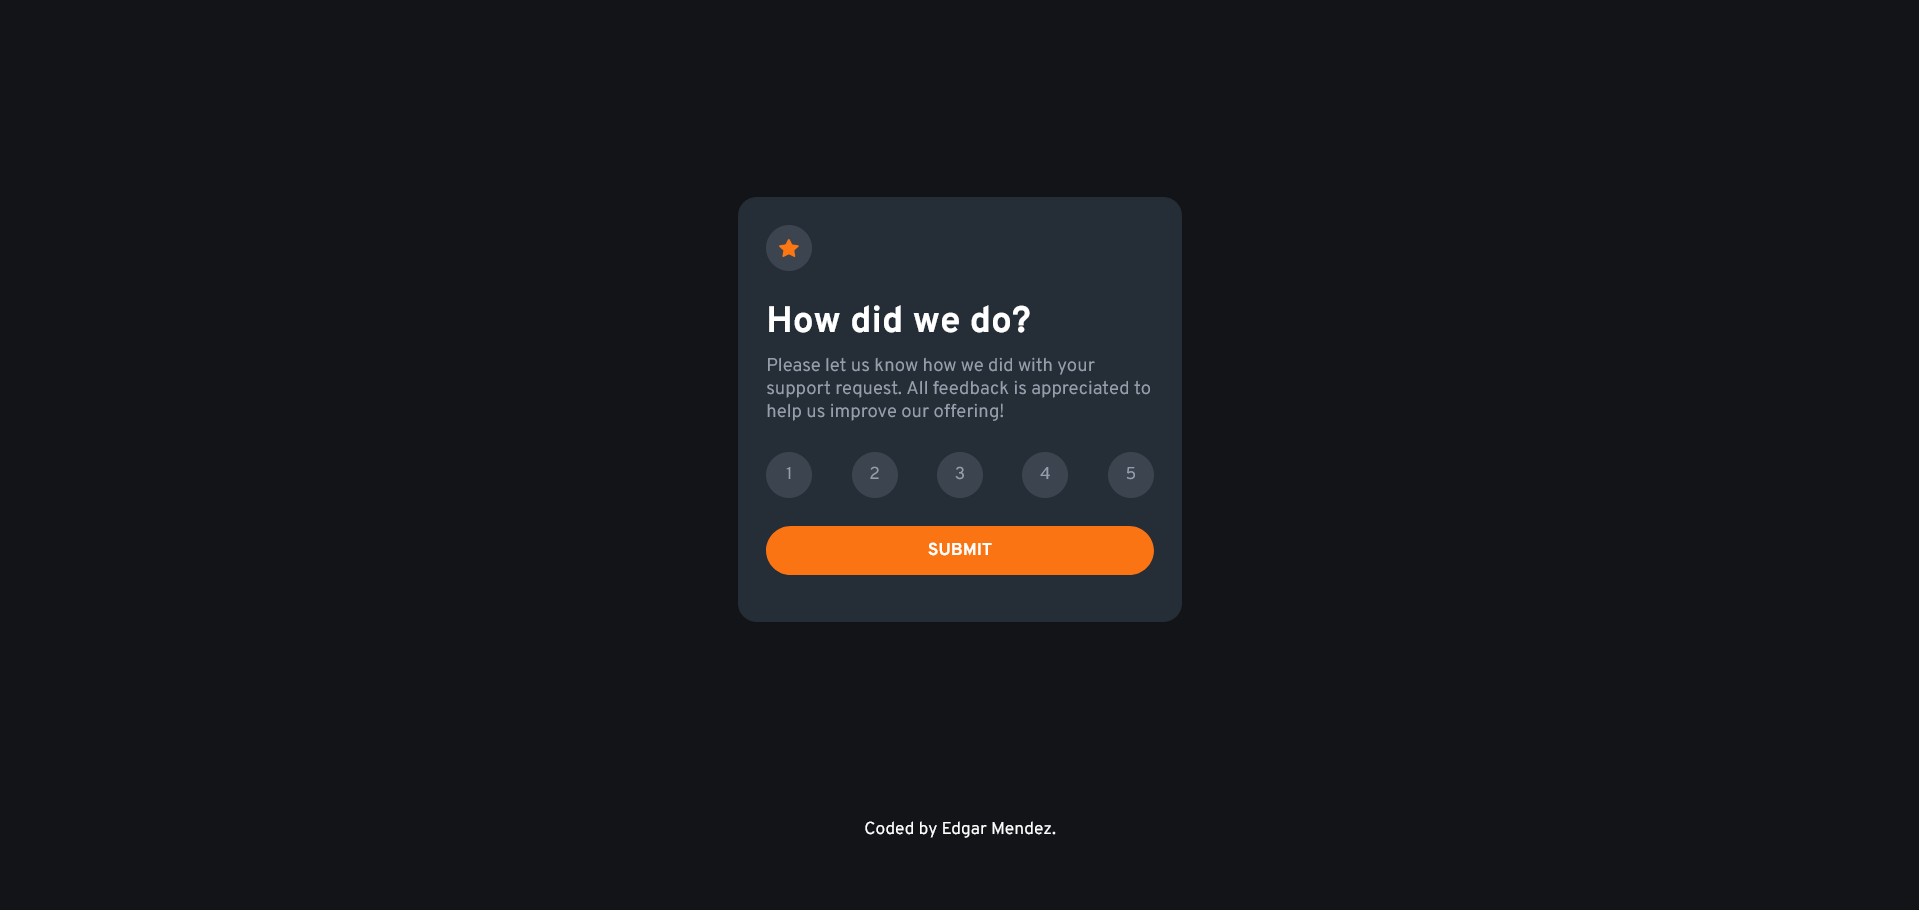 How did we do?
Please let us know how we did with your
support request. All feedback is appreciated to
help us improve our offering!
1 2 3 4 5
SUBMIT
Coded by Edgar Mendez.